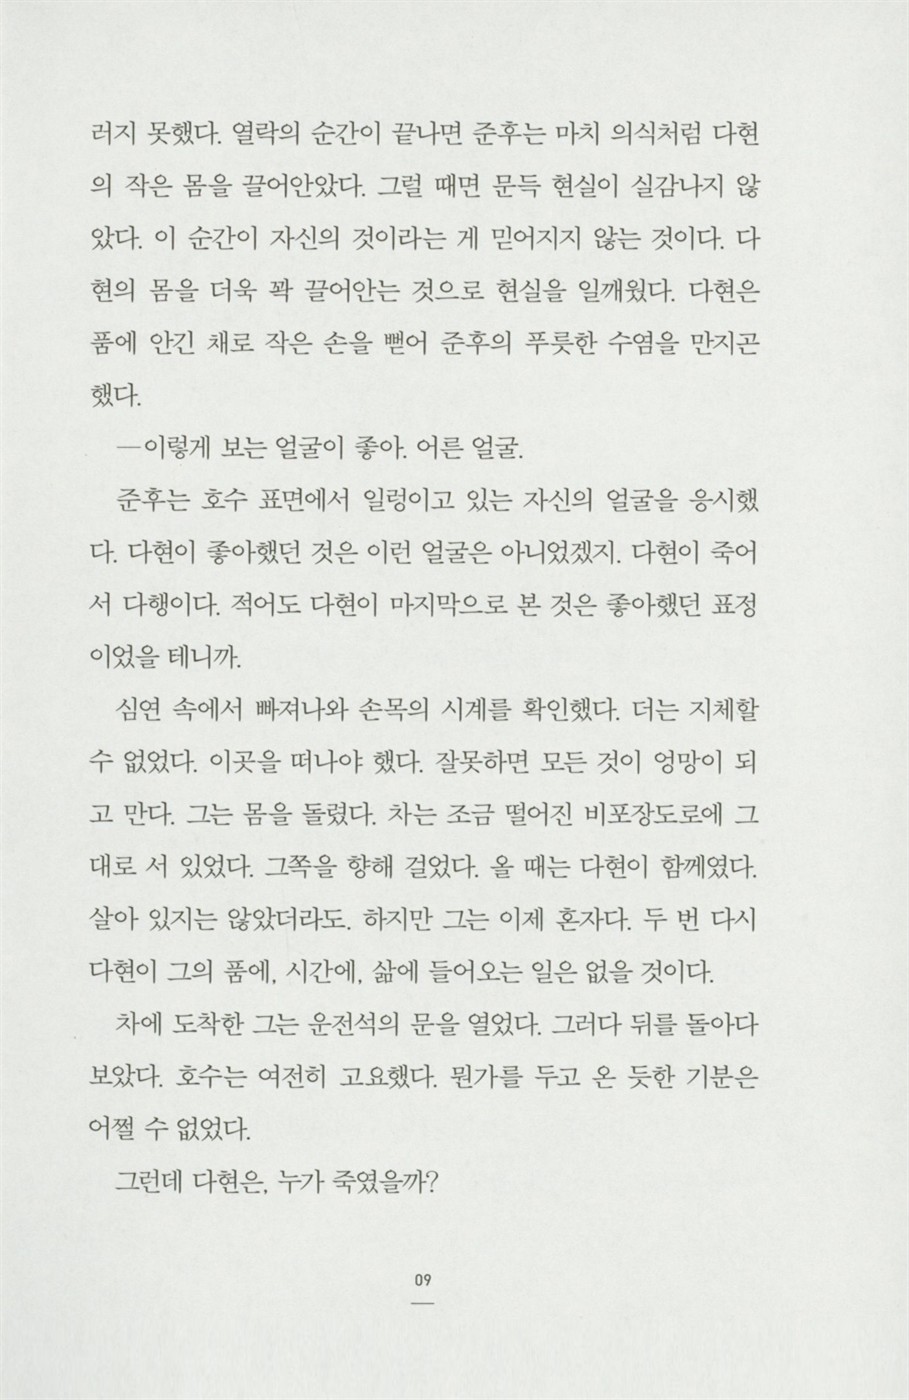 러지 못했다. 열락의 순간이 끝나면 준후는 마치 의식처럼 다현
의 작은 몸을 끌어안았다. 그럴 때면 문득 현실이 실감나지 않
았다. 이 순간이 자신의 것이라는 게 믿어지지 않는 것이다. 다
현의 몸을 더욱 꽉 끌어안는 것으로 현실을 일깨웠다. 다현은
품에 안긴 채로 작은 손을 뻗어 준후의 푸릇한 수염을 만지곤
했다.
—이렇게 보는 얼굴이 좋아. 어른 얼굴.
준후는 호수 표면에서 일렁이고 있는 자신의 얼굴을 응시했
다. 다현이 좋아했던 것은 이런 얼굴은 아니었겠지. 다현이 죽어
서 다행이다. 적어도 다현이 마지막으로 본 것은 좋아했던 표정
이었을 테니까.
심연 속에서 빠져나와 손목의 시계를 확인했다. 더는 지체할
수 없었다. 이곳을 떠나야 했다. 잘못하면 모든 것이 엉망이 되
고 만다. 그는 몸을 돌렸다. 차는 조금 떨어진 비포장도로에 그
대로 서 있었다. 그쪽을 향해 걸었다. 올 때는 다현이 함께였다.
살아 있지는 않았더라도. 하지만 그는 이제 혼자다. 두 번 다시
다현이 그의 품에, 시간에, 삶에 들어오는 일은 없을 것이다.
차에 도착한 그는 운전석의 문을 열었다. 그러다 뒤를 돌아다
보았다. 호수는 여전히 고요했다. 뭔가를 두고 온 듯한 기분은
어쩔 수 없었다.
그런데 다현은, 누가 죽였을까?
09